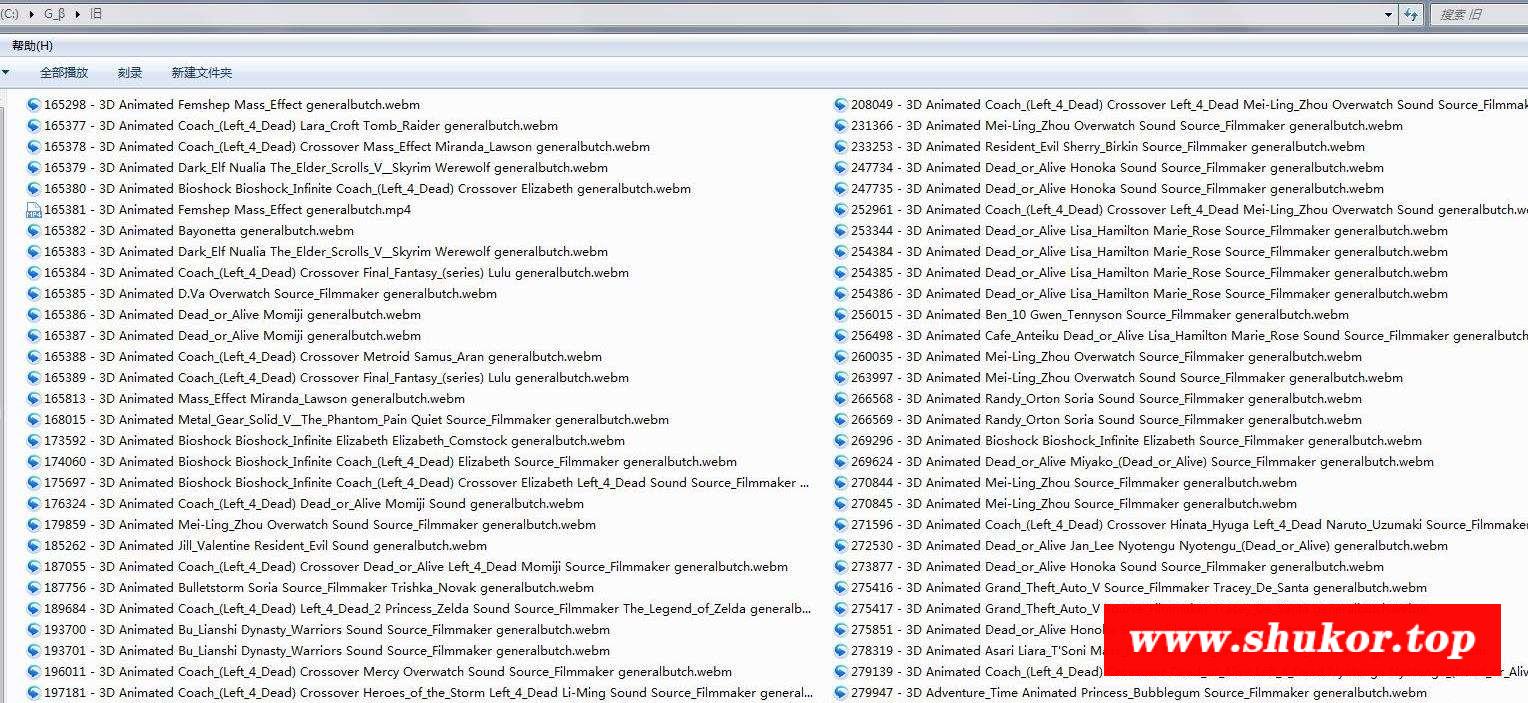 (C:) ▸ G_β ▸ 旧
搜索 旧
帮助(H)
全部播放 刻录 新建文件夹
165298 - 3D Animated Femshep Mass_Effect generalbutch.webm
165377 - 3D Animated Coach_(Left_4_Dead) Lara_Croft Tomb_Raider generalbutch.webm
165378 - 3D Animated Coach_(Left_4_Dead) Crossover Mass_Effect Miranda_Lawson generalbutch.webm
165379 - 3D Animated Dark_Elf Nualia The_Elder_Scrolls_V__Skyrim Werewolf generalbutch.webm
165380 - 3D Animated Bioshock Bioshock_Infinite Coach_(Left_4_Dead) Crossover Elizabeth generalbutch.webm
165381 - 3D Animated Femshep Mass_Effect generalbutch.mp4
165382 - 3D Animated Bayonetta generalbutch.webm
165383 - 3D Animated Dark_Elf Nualia The_Elder_Scrolls_V__Skyrim Werewolf generalbutch.webm
165384 - 3D Animated Coach_(Left_4_Dead) Crossover Final_Fantasy_(series) Lulu generalbutch.webm
165385 - 3D Animated D.Va Overwatch Source_Filmmaker generalbutch.webm
165386 - 3D Animated Dead_or_Alive Momiji generalbutch.webm
165387 - 3D Animated Dead_or_Alive Momiji generalbutch.webm
165388 - 3D Animated Coach_(Left_4_Dead) Crossover Metroid Samus_Aran generalbutch.webm
165389 - 3D Animated Coach_(Left_4_Dead) Crossover Final_Fantasy_(series) Lulu generalbutch.webm
165813 - 3D Animated Mass_Effect Miranda_Lawson generalbutch.webm
168015 - 3D Animated Metal_Gear_Solid_V__The_Phantom_Pain Quiet Source_Filmmaker generalbutch.webm
173592 - 3D Animated Bioshock Bioshock_Infinite Elizabeth Elizabeth_Comstock generalbutch.webm
174060 - 3D Animated Bioshock Bioshock_Infinite Coach_(Left_4_Dead) Elizabeth Source_Filmmaker generalbutch.webm
175697 - 3D Animated Bioshock Bioshock_Infinite Coach_(Left_4_Dead) Crossover Elizabeth Left_4_Dead Sound Source_Filmmaker ...
176324 - 3D Animated Coach_(Left_4_Dead) Dead_or_Alive Momiji Sound generalbutch.webm
179859 - 3D Animated Mei-Ling_Zhou Overwatch Sound Source_Filmmaker generalbutch.webm
185262 - 3D Animated Jill_Valentine Resident_Evil Sound generalbutch.webm
187055 - 3D Animated Coach_(Left_4_Dead) Crossover Dead_or_Alive Left_4_Dead Momiji Source_Filmmaker generalbutch.webm
187756 - 3D Animated Bulletstorm Soria Source_Filmmaker Trishka_Novak generalbutch.webm
189684 - 3D Animated Coach_(Left_4_Dead) Left_4_Dead_2 Princess_Zelda Sound Source_Filmmaker The_Legend_of_Zelda generalb...
193700 - 3D Animated Bu_Lianshi Dynasty_Warriors Sound Source_Filmmaker generalbutch.webm
193701 - 3D Animated Bu_Lianshi Dynasty_Warriors Sound Source_Filmmaker generalbutch.webm
196011 - 3D Animated Coach_(Left_4_Dead) Crossover Mercy Overwatch Sound Source_Filmmaker generalbutch.webm
197181 - 3D Animated Coach_(Left_4_Dead) Crossover Heroes_of_the_Storm Left_4_Dead Li-Ming Sound Source_Filmmaker general...
208049 - 3D Animated Coach_(Left_4_Dead) Crossover Left_4_Dead Mei-Ling_Zhou Overwatch Sound Source_Filmmak
231366 - 3D Animated Mei-Ling_Zhou Overwatch Sound Source_Filmmaker generalbutch.webm
233253 - 3D Animated Resident_Evil Sherry_Birkin Source_Filmmaker generalbutch.webm
247734 - 3D Animated Dead_or_Alive Honoka Sound Source_Filmmaker generalbutch.webm
247735 - 3D Animated Dead_or_Alive Honoka Sound Source_Filmmaker generalbutch.webm
252961 - 3D Animated Coach_(Left_4_Dead) Crossover Left_4_Dead Mei-Ling_Zhou Overwatch Sound generalbutch.w
253344 - 3D Animated Dead_or_Alive Lisa_Hamilton Marie_Rose Source_Filmmaker generalbutch.webm
254384 - 3D Animated Dead_or_Alive Lisa_Hamilton Marie_Rose Source_Filmmaker generalbutch.webm
254385 - 3D Animated Dead_or_Alive Lisa_Hamilton Marie_Rose Source_Filmmaker generalbutch.webm
254386 - 3D Animated Dead_or_Alive Lisa_Hamilton Marie_Rose Source_Filmmaker generalbutch.webm
256015 - 3D Animated Ben_10 Gwen_Tennyson Source_Filmmaker generalbutch.webm
256498 - 3D Animated Cafe_Anteiku Dead_or_Alive Lisa_Hamilton Marie_Rose Sound Source_Filmmaker generalbutch
260035 - 3D Animated Mei-Ling_Zhou Overwatch Source_Filmmaker generalbutch.webm
263997 - 3D Animated Mei-Ling_Zhou Overwatch Sound Source_Filmmaker generalbutch.webm
266568 - 3D Animated Randy_Orton Soria Sound Source_Filmmaker generalbutch.webm
266569 - 3D Animated Randy_Orton Soria Sound Source_Filmmaker generalbutch.webm
269296 - 3D Animated Bioshock Bioshock_Infinite Elizabeth Source_Filmmaker generalbutch.webm
269624 - 3D Animated Dead_or_Alive Miyako_(Dead_or_Alive) Source_Filmmaker generalbutch.webm
270844 - 3D Animated Mei-Ling_Zhou Source_Filmmaker generalbutch.webm
270845 - 3D Animated Mei-Ling_Zhou Source_Filmmaker generalbutch.webm
271596 - 3D Animated Coach_(Left_4_Dead) Crossover Hinata_Hyuga Left_4_Dead Naruto_Uzumaki Source_Filmmaker
272530 - 3D Animated Dead_or_Alive Jan_Lee Nyotengu Nyotengu_(Dead_or_Alive) generalbutch.webm
273877 - 3D Animated Dead_or_Alive Honoka Sound Source_Filmmaker generalbutch.webm
275416 - 3D Animated Grand_Theft_Auto_V Source_Filmmaker Tracey_De_Santa generalbutch.webm
275417 - 3D Animated Grand_Theft_Auto_V
275851 - 3D Animated Dead_or_Alive Honok
278319 - 3D Animated Asari Liara_T'Soni Ma
279139 - 3D Animated Coach_(Left_4_Dead)
279947 - 3D Adventure_Time Animated Princess_Bubblegum Source_Filmmaker generalbutch.webm
www.shukor.top